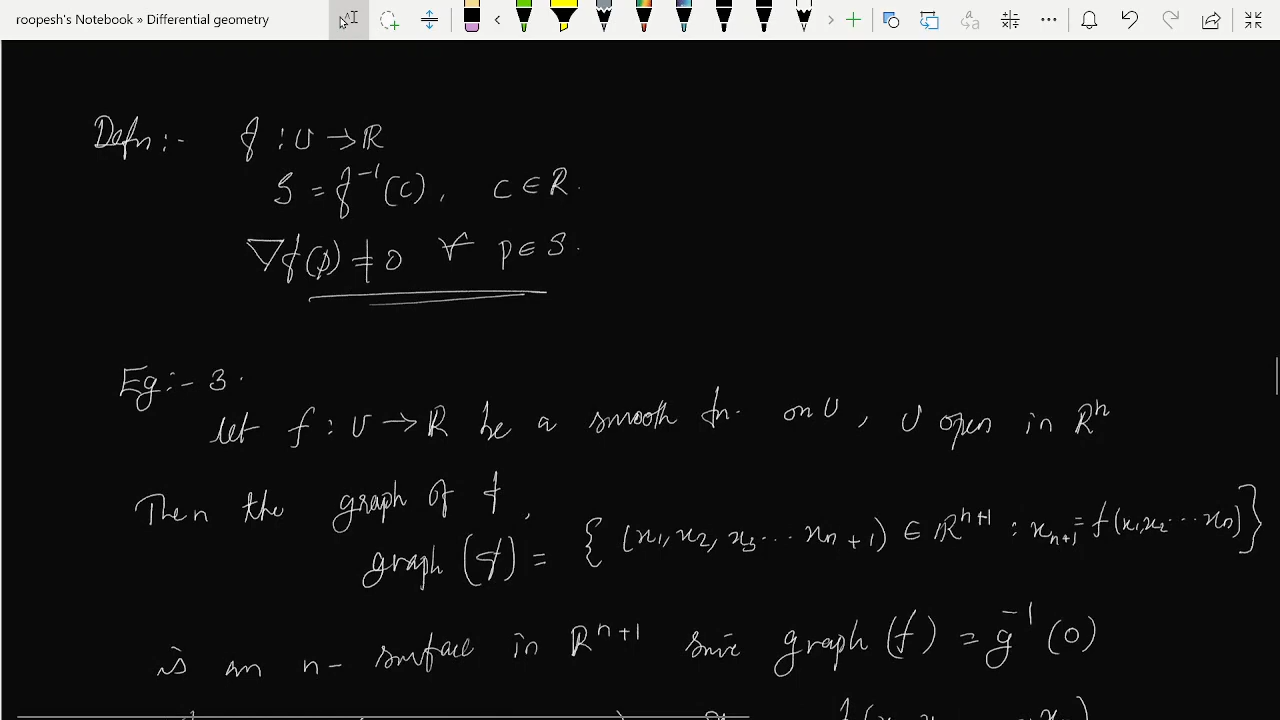 roopesh's Notebook » Differential geometry
Defn:- f : U → ℝ
S = f⁻¹(c), c ∈ ℝ.
∇f(p) ≠ 0 ∀ p ∈ S.
Eg:- 3.
let f : U → ℝ be a smooth fn. on U, U open in ℝⁿ
Then the graph of f,
graph (f) = { (x₁, x₂, x₃ ... xₙ₊₁) ∈ ℝⁿ⁺¹ : xₙ₊₁ = f(x₁, x₂ ... xₙ) }
is an n- surface in ℝⁿ⁺¹ sine graph (f) = g⁻¹ (0)